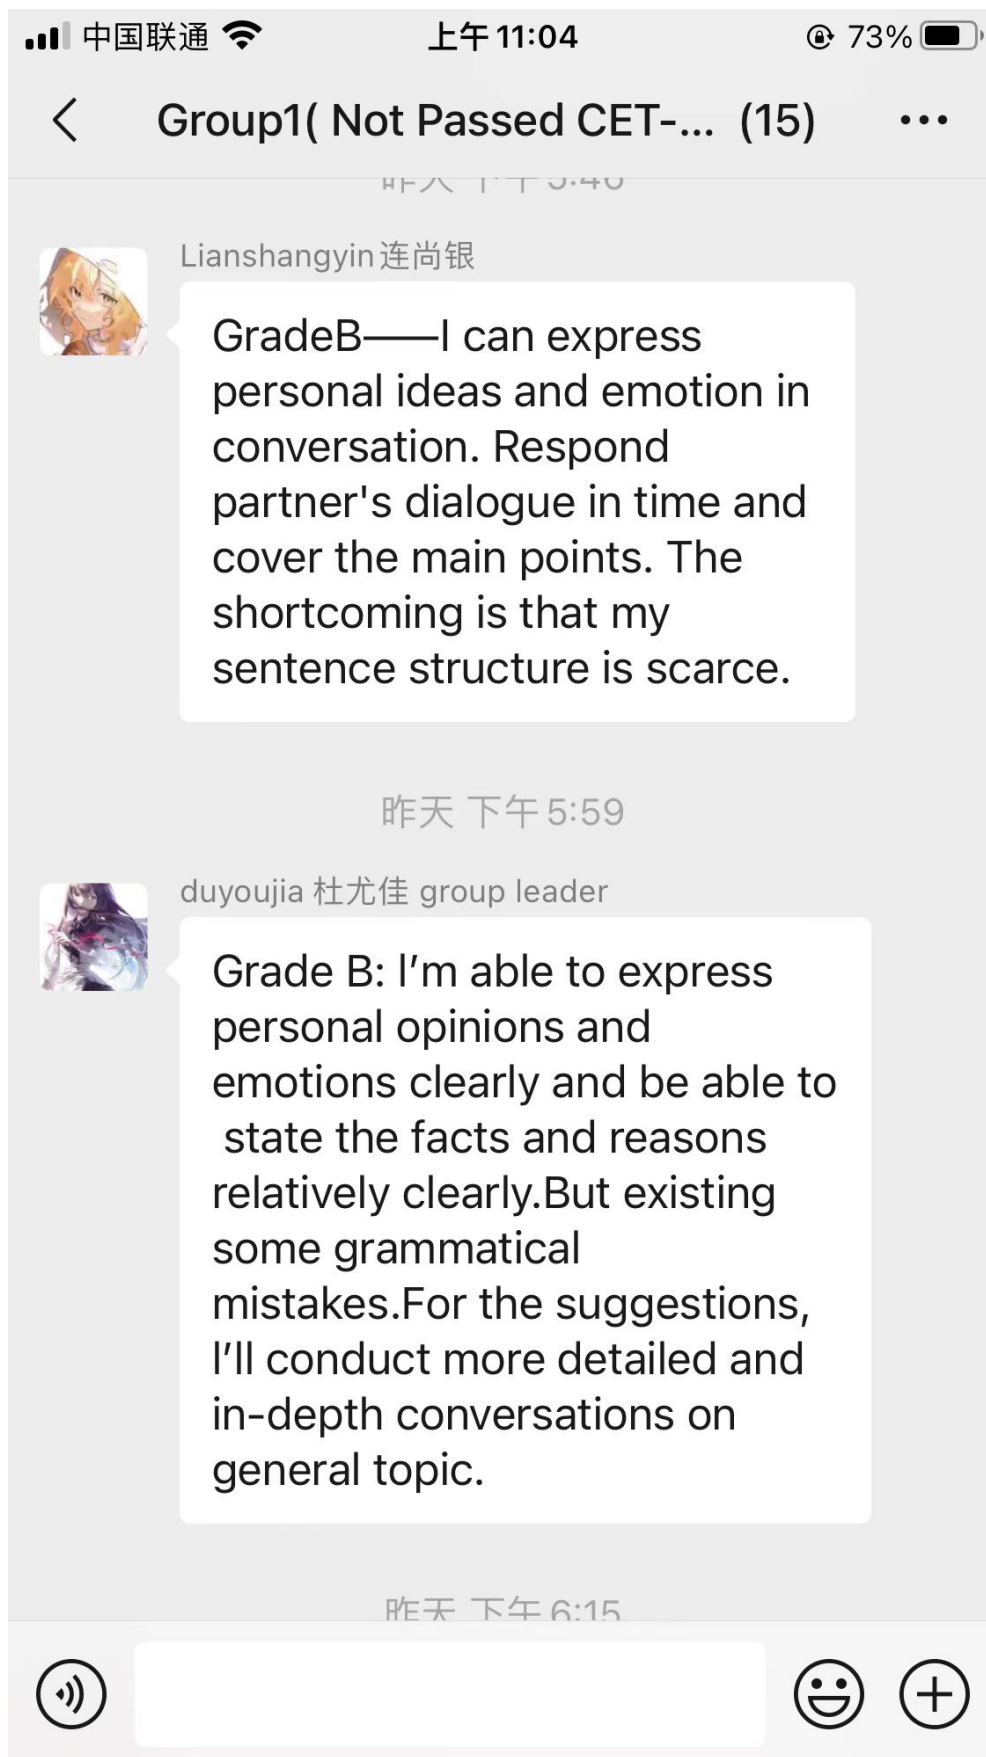 中国联通
上午11:04
73%
Group1( Not Passed CET-... (15)
昨天 下午5:46
Lianshangyin连尚银
GradeB——I can express
personal ideas and emotion in
conversation. Respond
partner's dialogue in time and
cover the main points. The
shortcoming is that my
sentence structure is scarce.
昨天 下午5:59
duyoujia 杜尤佳 group leader
Grade B: I’m able to express
personal opinions and
emotions clearly and be able to
state the facts and reasons
relatively clearly.But existing
some grammatical
mistakes.For the suggestions,
I’ll conduct more detailed and
in-depth conversations on
general topic.
昨天 下午6:15